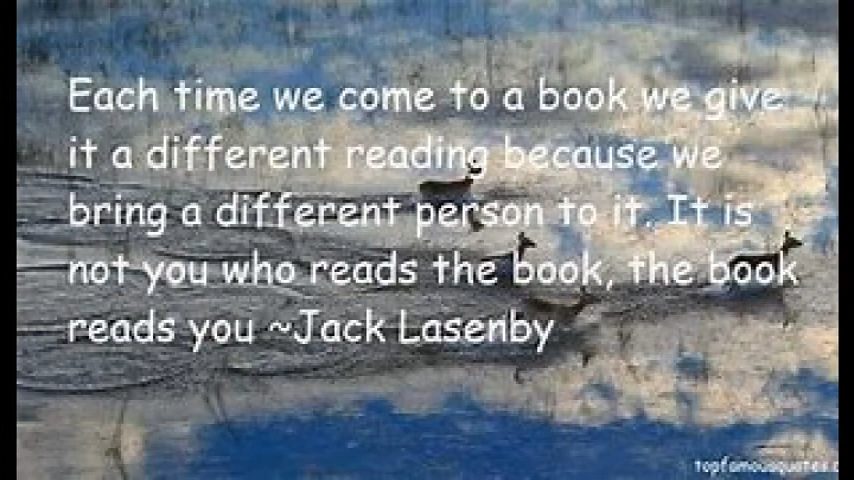 Each time we come to a book we give
it a different reading because we
bring a different person to it. It is
not you who reads the book, the book
reads you ~Jack Lasenby
topfamousquotes.c